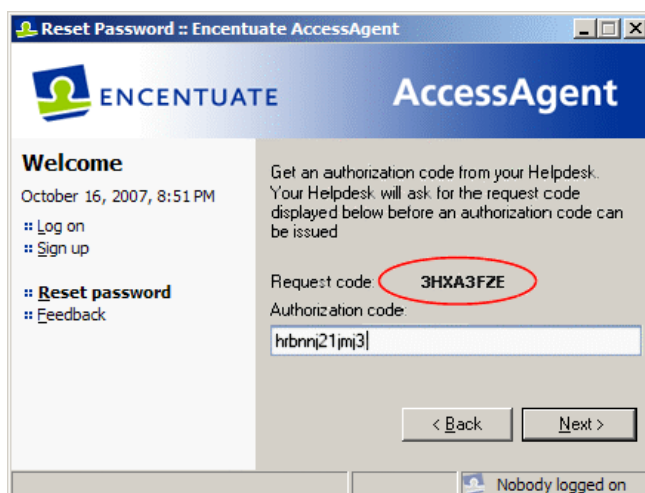 Reset Password :: Encentuate AccessAgent
ENCENTUATE
AccessAgent
Welcome
October 16, 2007, 8:51 PM
Log on
Sign up
Reset password
Feedback
Get an authorization code from your Helpdesk.
Your Helpdesk will ask for the request code
displayed below before an authorization code can
be issued
Request code: 3HXA3FZE
Authorization code:
hrbnnj21jmj3
< Back
Next >
Nobody logged on